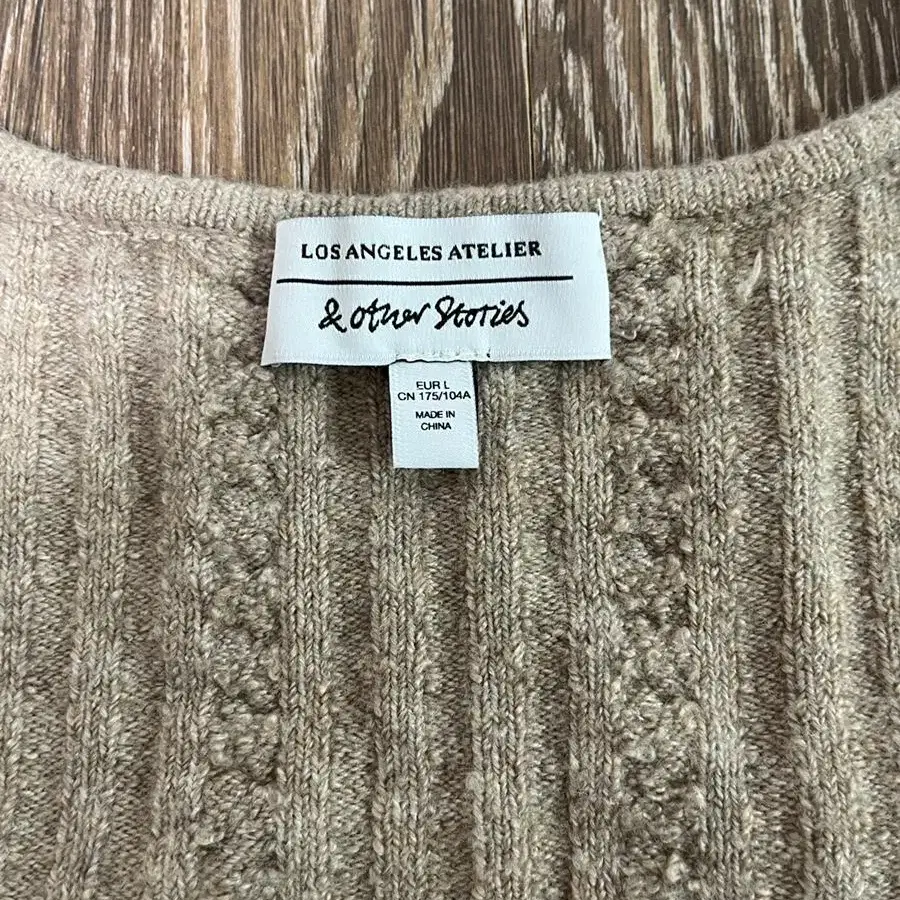 LOS ANGELES ATELIER
& other Stories
EUR L
CN 175/104A
MADE IN
CHINA